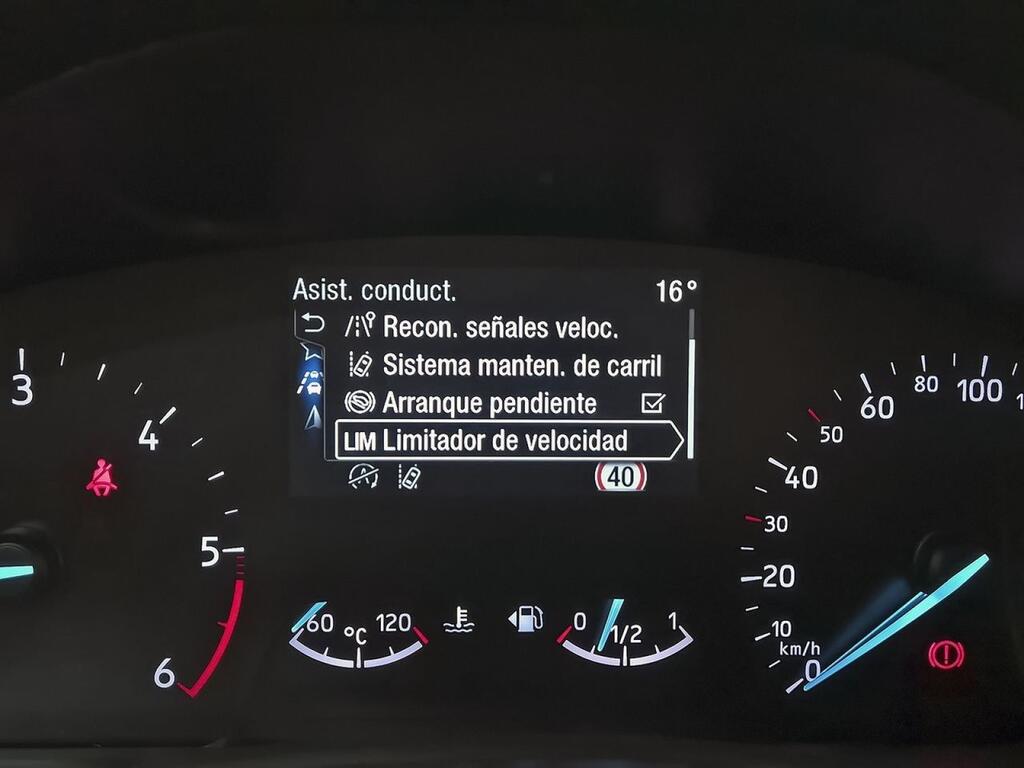 Asist. conduct. 16°
Recon. señales veloc.
Sistema manten. de carril
Arranque pendiente
LIM Limitador de velocidad
40
3
4
5
6
60 °C 120
0 1/2 1
0
10
km/h
20
30
40
50
60
80
100